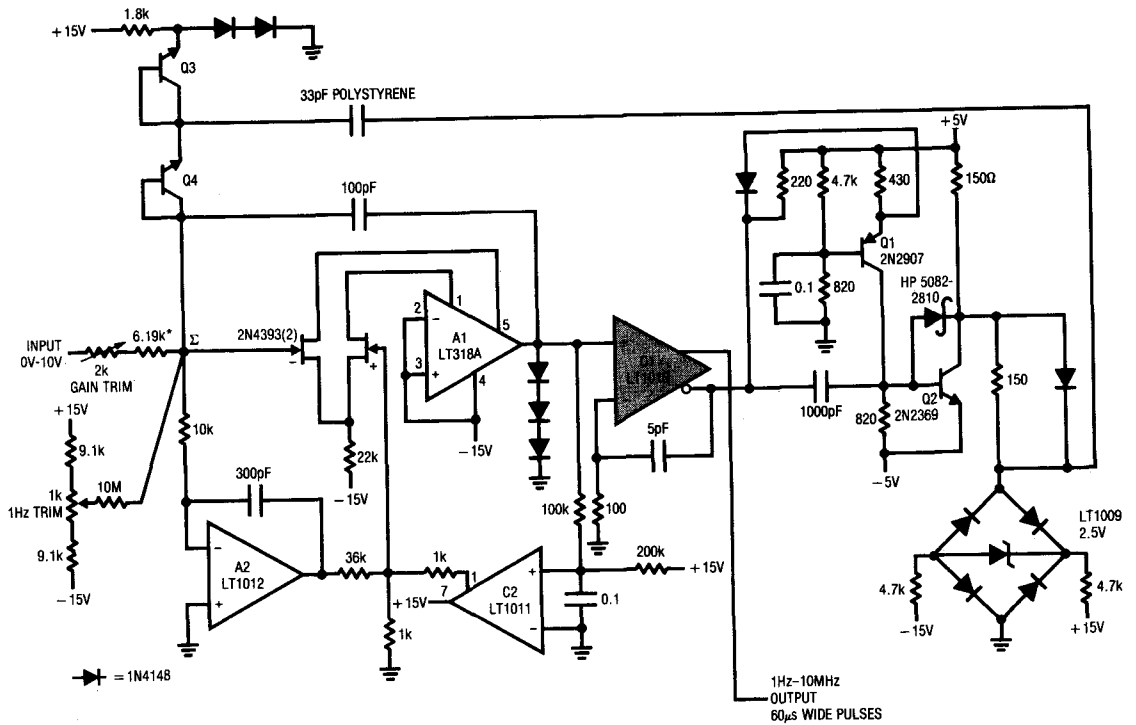 1.8k
+15V
Q3
33pF POLYSTYRENE
+5V
Q4
100pF
220
4.7k
430
150Ω
Q1
2N2907
0.1
820
HP 5082-
2810
2
1
5
A1
LT318A
3
4
-15V
INPUT
0V-10V
6.19k*
Σ
2N4393(2)
-
+
2k
GAIN TRIM
1000pF
Q2
2N2369
150
820
-5V
+15V
9.1k
1k
1Hz TRIM
10M
9.1k
-15V
10k
22k
-15V
5pF
300pF
100k
100
LT1009
2.5V
-
A2
LT1012
+
36k
1k
1
+15V
7
C2
LT1011
+
-
200k
+15V
0.1
1k
4.7k
-15V
4.7k
+15V
= 1N4148
1Hz-10MHz
OUTPUT
60μs WIDE PULSES